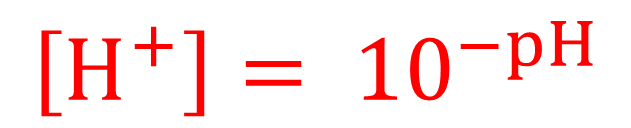 [H⁺] = 10⁻ᵖᴴ